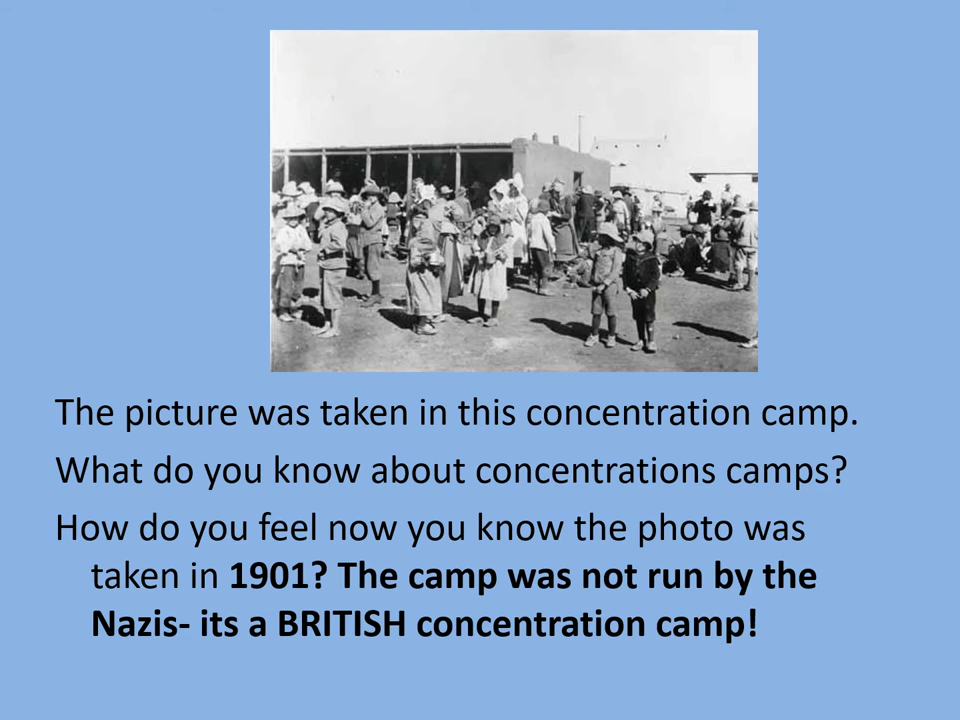 The picture was taken in this concentration camp.
What do you know about concentrations camps?
How do you feel now you know the photo was
taken in 1901? The camp was not run by the
Nazis- its a BRITISH concentration camp!